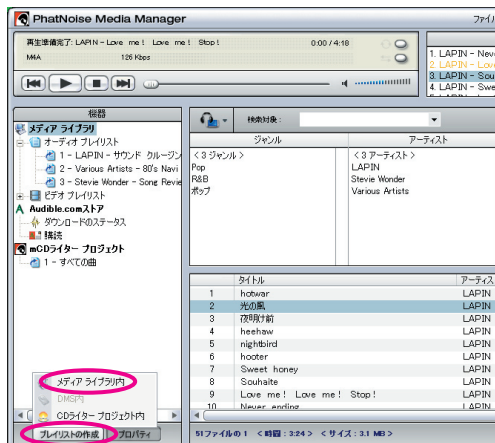 PhatNoise Media Manager
ファイル
再生準備完了: LAPIN - Love me! Love me! Stop! 0:00 / 4:18
M4A 126 Kbps
1. LAPIN - Neve
2. LAPIN - Love
3. LAPIN - Sou
4. LAPIN - Swe
機器
メディア ライブラリ
オーディオ プレイリスト
1 - LAPIN - サウンド クルージン
2 - Various Artists - 80's Navi
3 - Stevie Wonder - Song Revie
ビデオ プレイリスト
Audible.comストア
ダウンロードのステータス
購読
mCDライター プロジェクト
1 - すべての曲
検索対象:
ジャンル アーティスト
<3 ジャンル> <3 アーティスト>
Pop LAPIN
R&B Stevie Wonder
ポップ Various Artists
タイトル アーティス
1 hotwar LAPIN
2 光の風 LAPIN
3 夜明け前 LAPIN
4 heehaw LAPIN
5 nightbird LAPIN
6 hooter LAPIN
7 Sweet honey LAPIN
8 Souhaite LAPIN
9 Love me! Love me! Stop! LAPIN
10 Never ending LAPIN
メディア ライブラリ内
DMS内
CDライター プロジェクト内
プレイリストの作成 プロパティ
51ファイルの 1 <時間: 3:24> <サイズ: 3.1 MB>